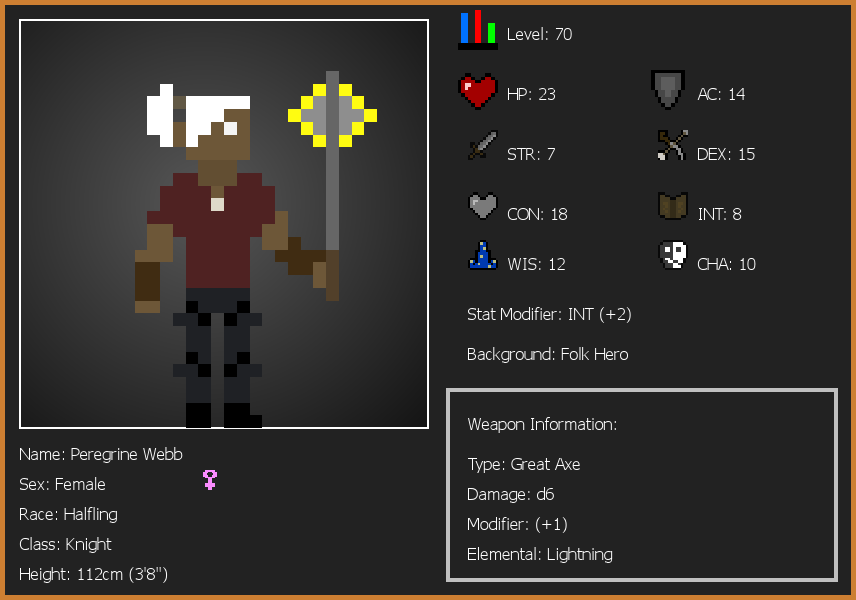 Level: 70
HP: 23
AC: 14
STR: 7
DEX: 15
CON: 18
INT: 8
WIS: 12
CHA: 10
Stat Modifier: INT (+2)
Background: Folk Hero
Weapon Information:
Type: Great Axe
Damage: d6
Modifier: (+1)
Elemental: Lightning
Name: Peregrine Webb
Sex: Female
Race: Halfling
Class: Knight
Height: 112cm (3'8")